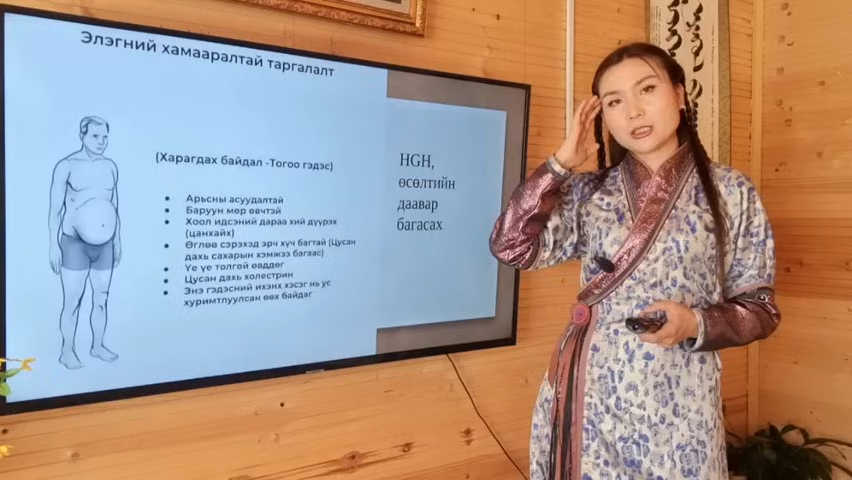 Элэгний хамааралтай таргалалт
(Харагдах байдал -Тогоо гэдэс)
Арьсны асуудалтай
Баруун мөр өвчтэй
Хоол идсэний дараа хий дүүрэх
(цанхайх)
Өглөө сэрэхэд эрч хүч багтай (Цусан
дахь сахарын хэмжээ багвас)
Үе үе толгой өвддөг
Цусан дахь холестрин
Энэ гэдэсний ихэнх хэсэг нь ус
хуримтлуулсан өөх байдаг
HGH,
өсөлтийн
даавар
багасах